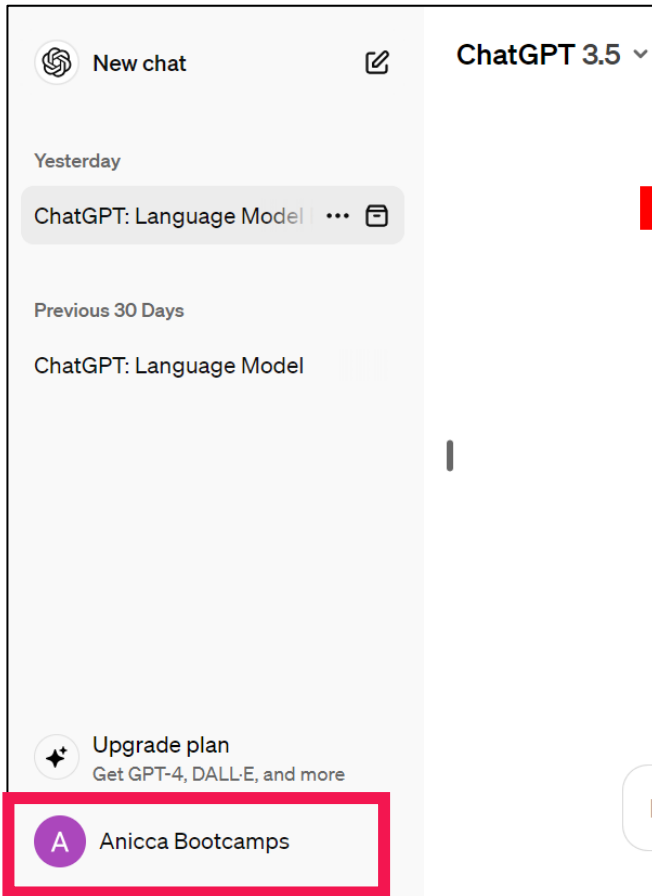 New chat
ChatGPT 3.5
Yesterday
ChatGPT: Language Model
Previous 30 Days
ChatGPT: Language Model
Upgrade plan
Get GPT-4, DALL·E, and more
A Anicca Bootcamps